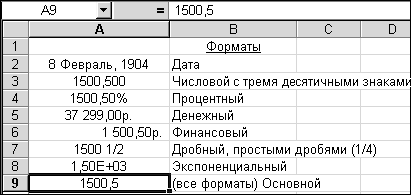 A9 = 1500,5
A B C D
1 Форматы
2 8 Февраль, 1904 Дата
3 1500,500 Числовой с тремя десятичными знаками
4 1500,50% Процентный
5 37 299,00р. Денежный
6 1 500,50р. Финансовый
7 1500 1/2 Дробный, простыми дробями (1/4)
8 1,50E+03 Экспоненциальный
9 1500,5 (все форматы) Основной